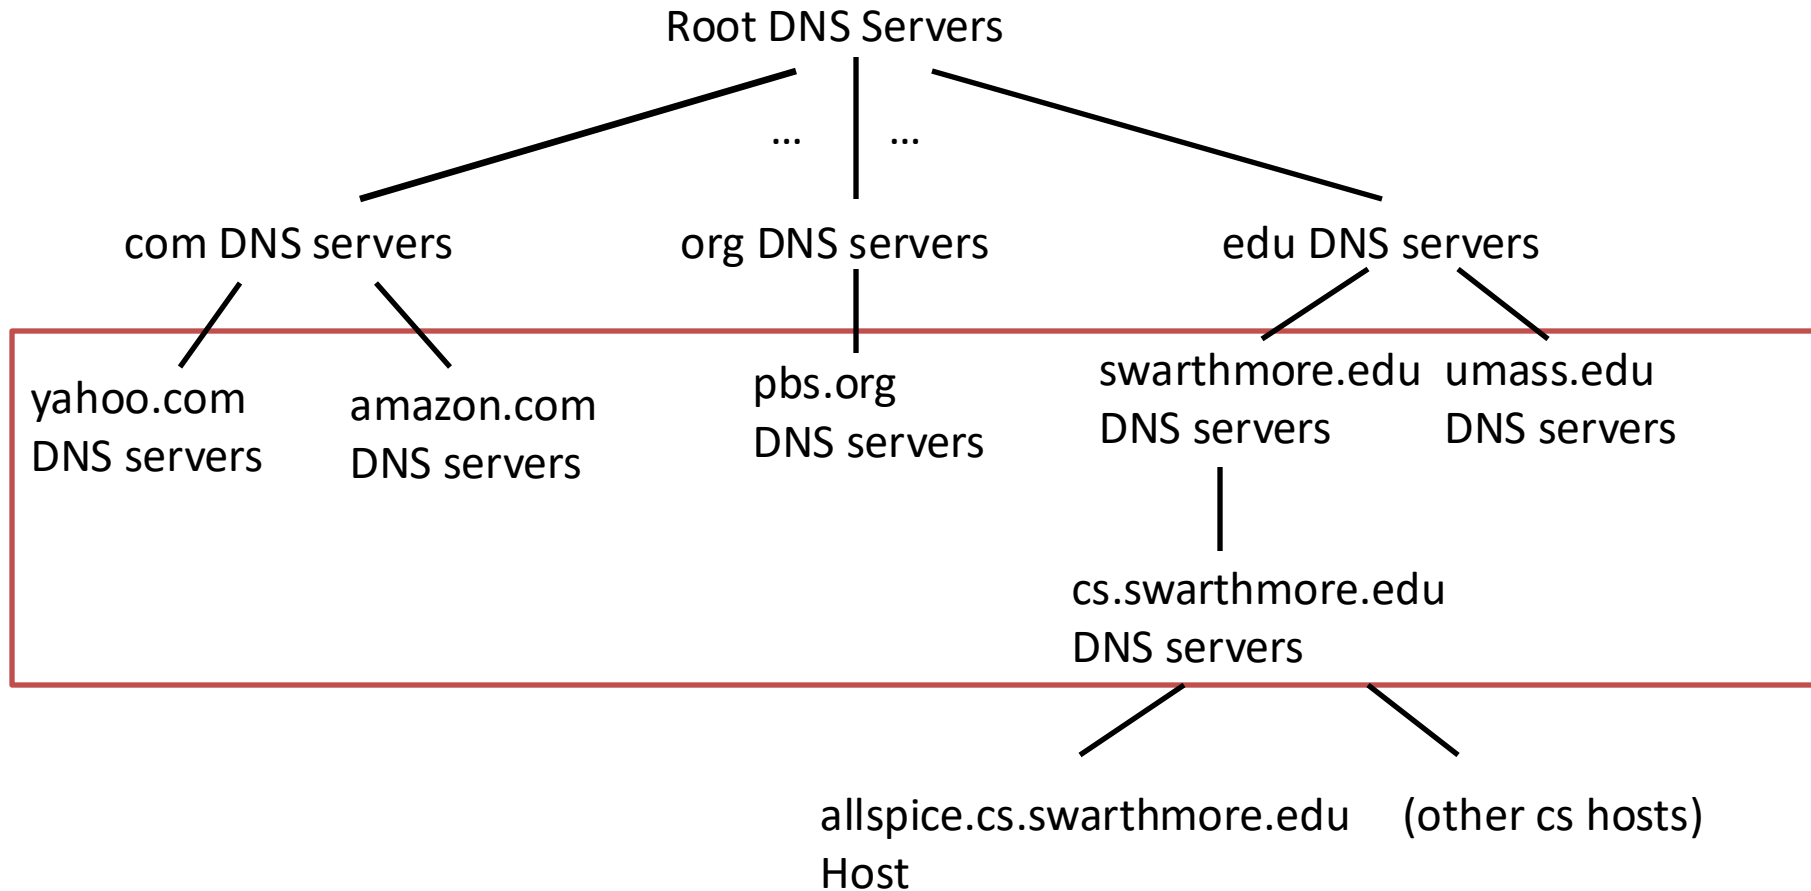 Root DNS Servers
... ...
com DNS servers
org DNS servers
edu DNS servers
yahoo.com
DNS servers
amazon.com
DNS servers
pbs.org
DNS servers
swarthmore.edu
DNS servers
umass.edu
DNS servers
cs.swarthmore.edu
DNS servers
allspice.cs.swarthmore.edu
Host
(other cs hosts)